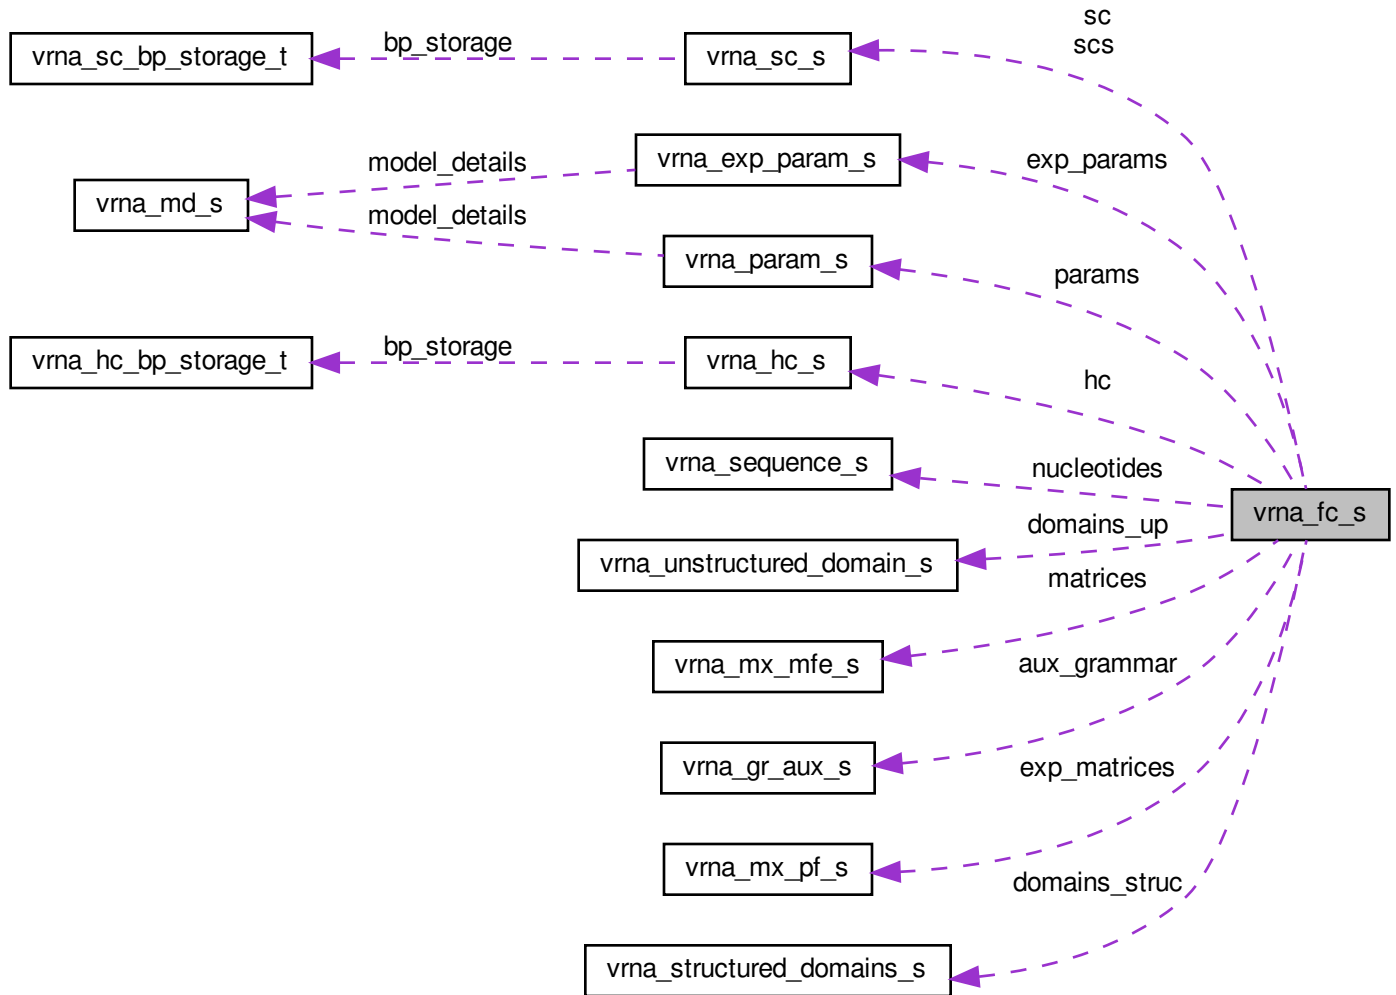 sc
scs
vrna_sc_bp_storage_t
bp_storage
vrna_sc_s
vrna_exp_param_s
exp_params
model_details
vrna_md_s
model_details
vrna_param_s
params
vrna_hc_bp_storage_t
bp_storage
vrna_hc_s
hc
vrna_sequence_s
nucleotides
vrna_fc_s
domains_up
vrna_unstructured_domain_s
matrices
vrna_mx_mfe_s
aux_grammar
vrna_gr_aux_s
exp_matrices
vrna_mx_pf_s
domains_struc
vrna_structured_domains_s